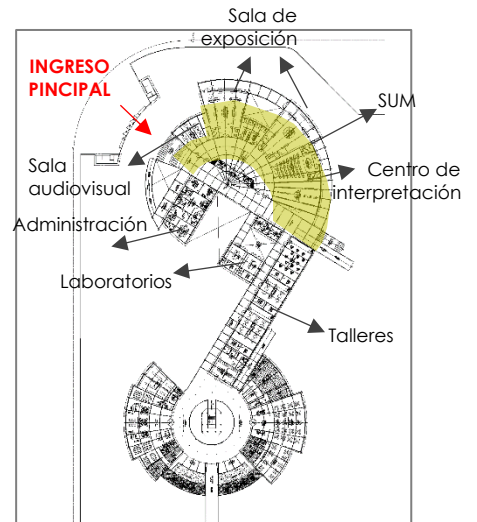 Sala de
exposición
INGRESO
PINCIPAL
SUM
Sala
audiovisual
Centro de
interpretación
Administración
Laboratorios
Talleres